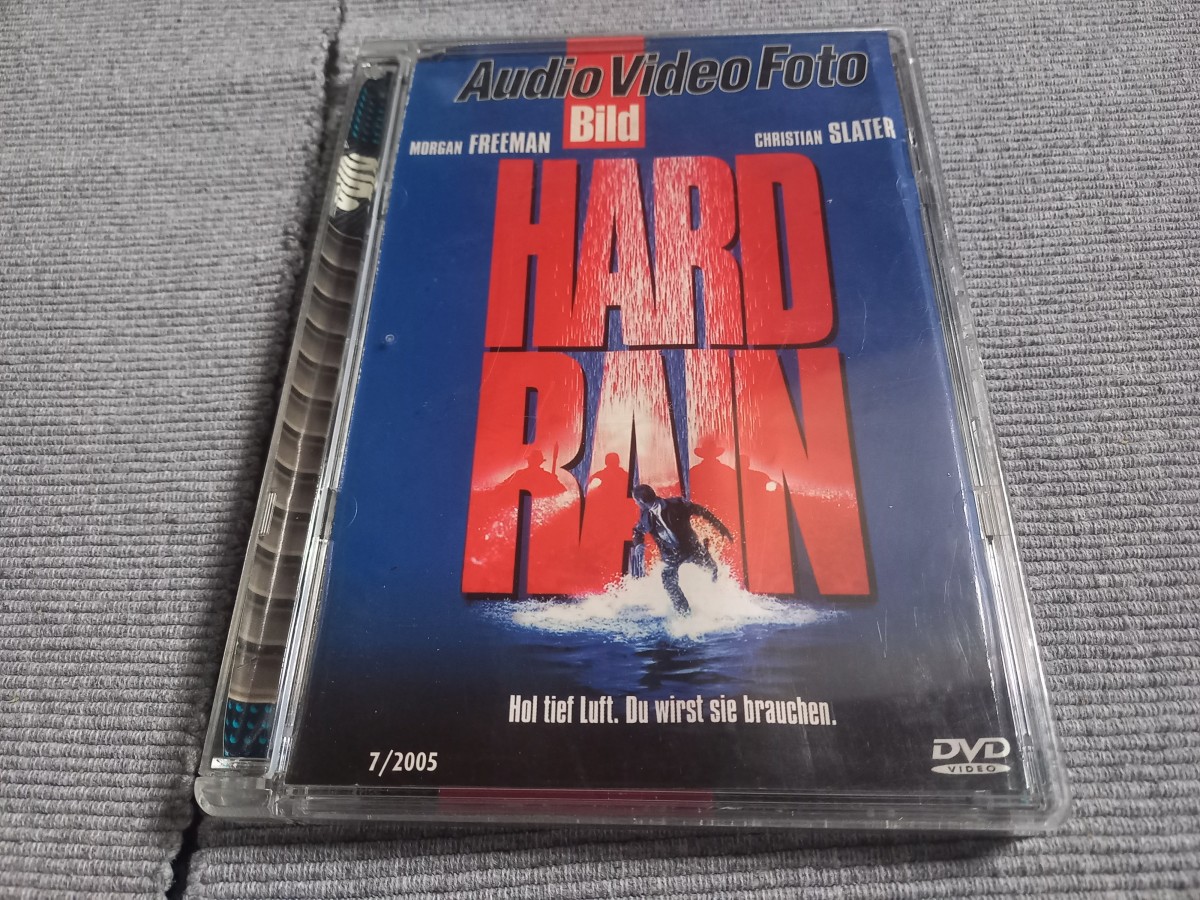 Audio Video Foto
Bild
MORGAN FREEMAN
CHRISTIAN SLATER
HARD
RAIN
Hol tief Luft. Du wirst sie brauchen.
7/2005
DVD
VIDEO